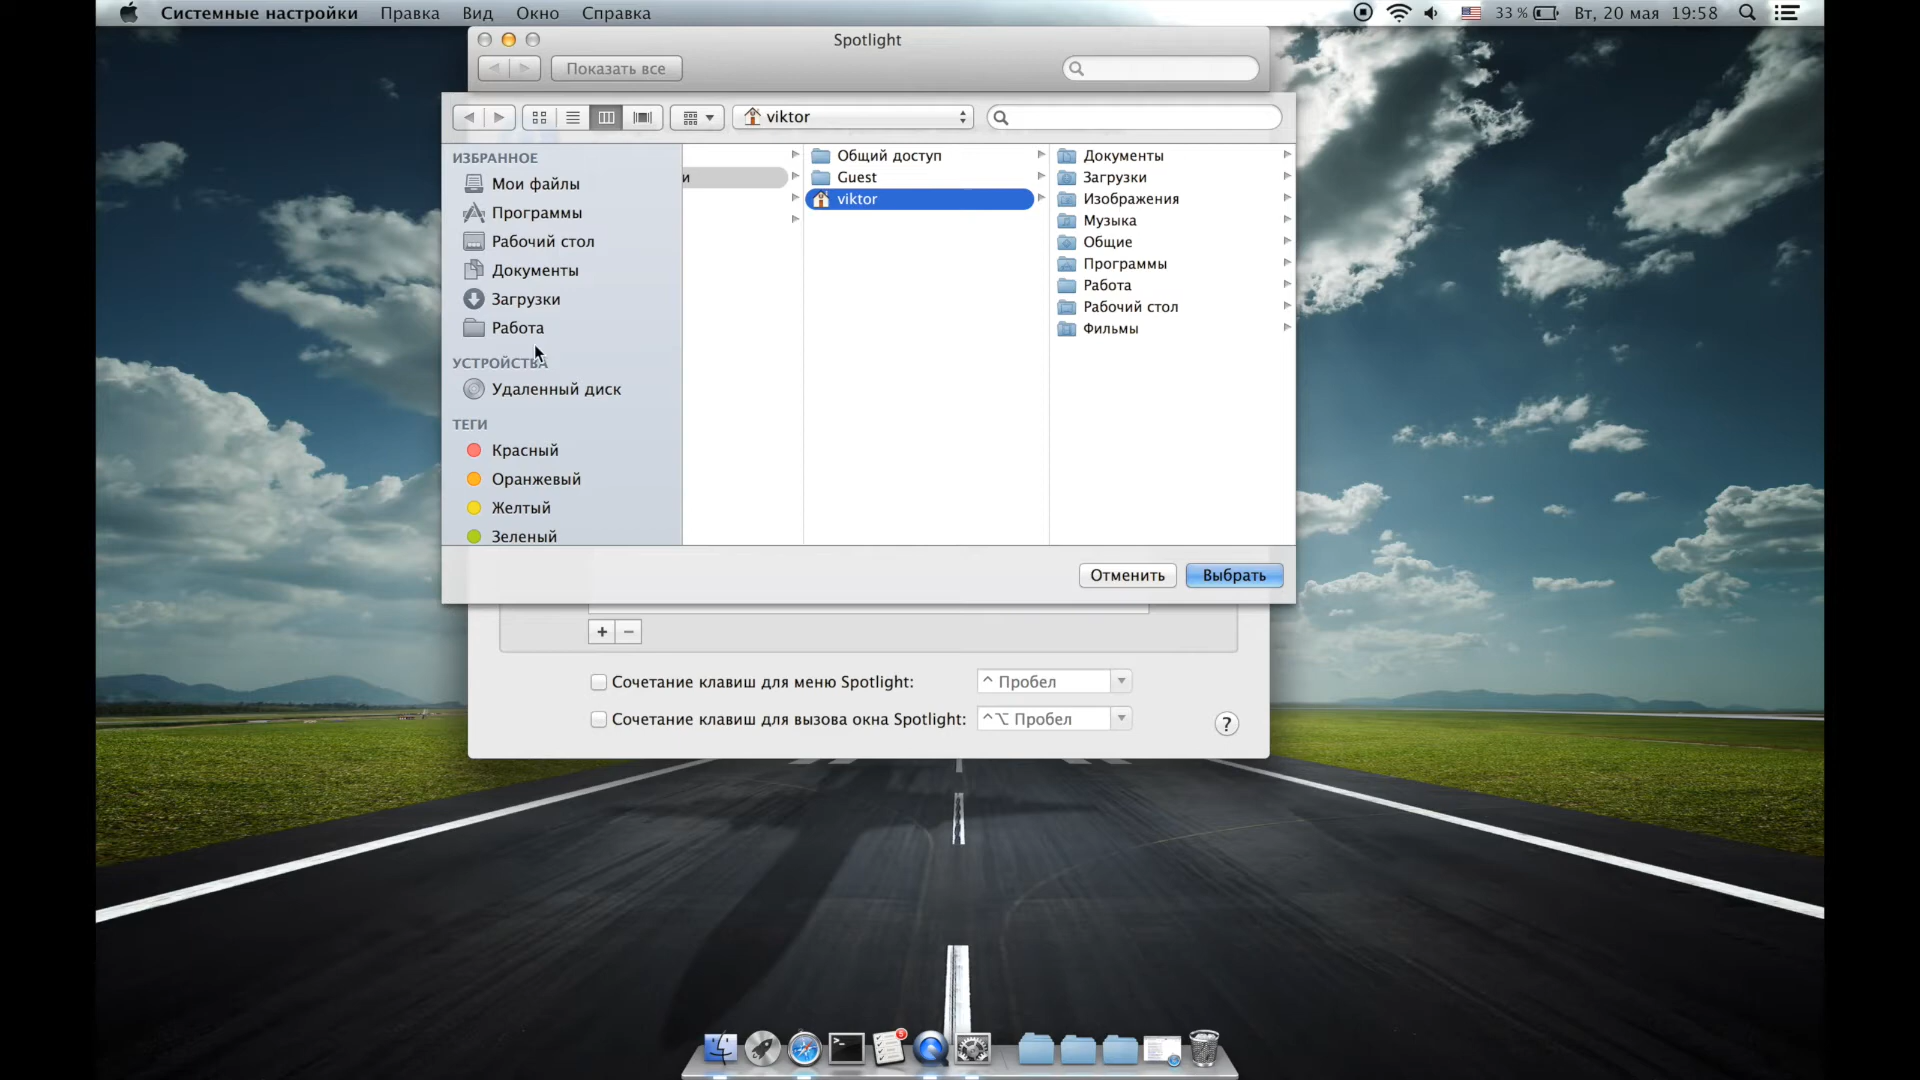 Системные настройки Правка Вид Окно Справка 33 % Вт, 20 мая 19:58
Spotlight
Показать все
viktor
ИЗБРАННОЕ
Мои файлы
Программы
Рабочий стол
Документы
Загрузки
Работа
УСТРОЙСТВА
Удаленный диск
ТЕГИ
Красный
Оранжевый
Желтый
Зеленый
и
Общий доступ
Guest
viktor
Документы
Загрузки
Изображения
Музыка
Общие
Программы
Работа
Рабочий стол
Фильмы
Отменить Выбрать
+ −
Сочетание клавиш для меню Spotlight: ^ Пробел
Сочетание клавиш для вызова окна Spotlight: ^⌥ Пробел
?